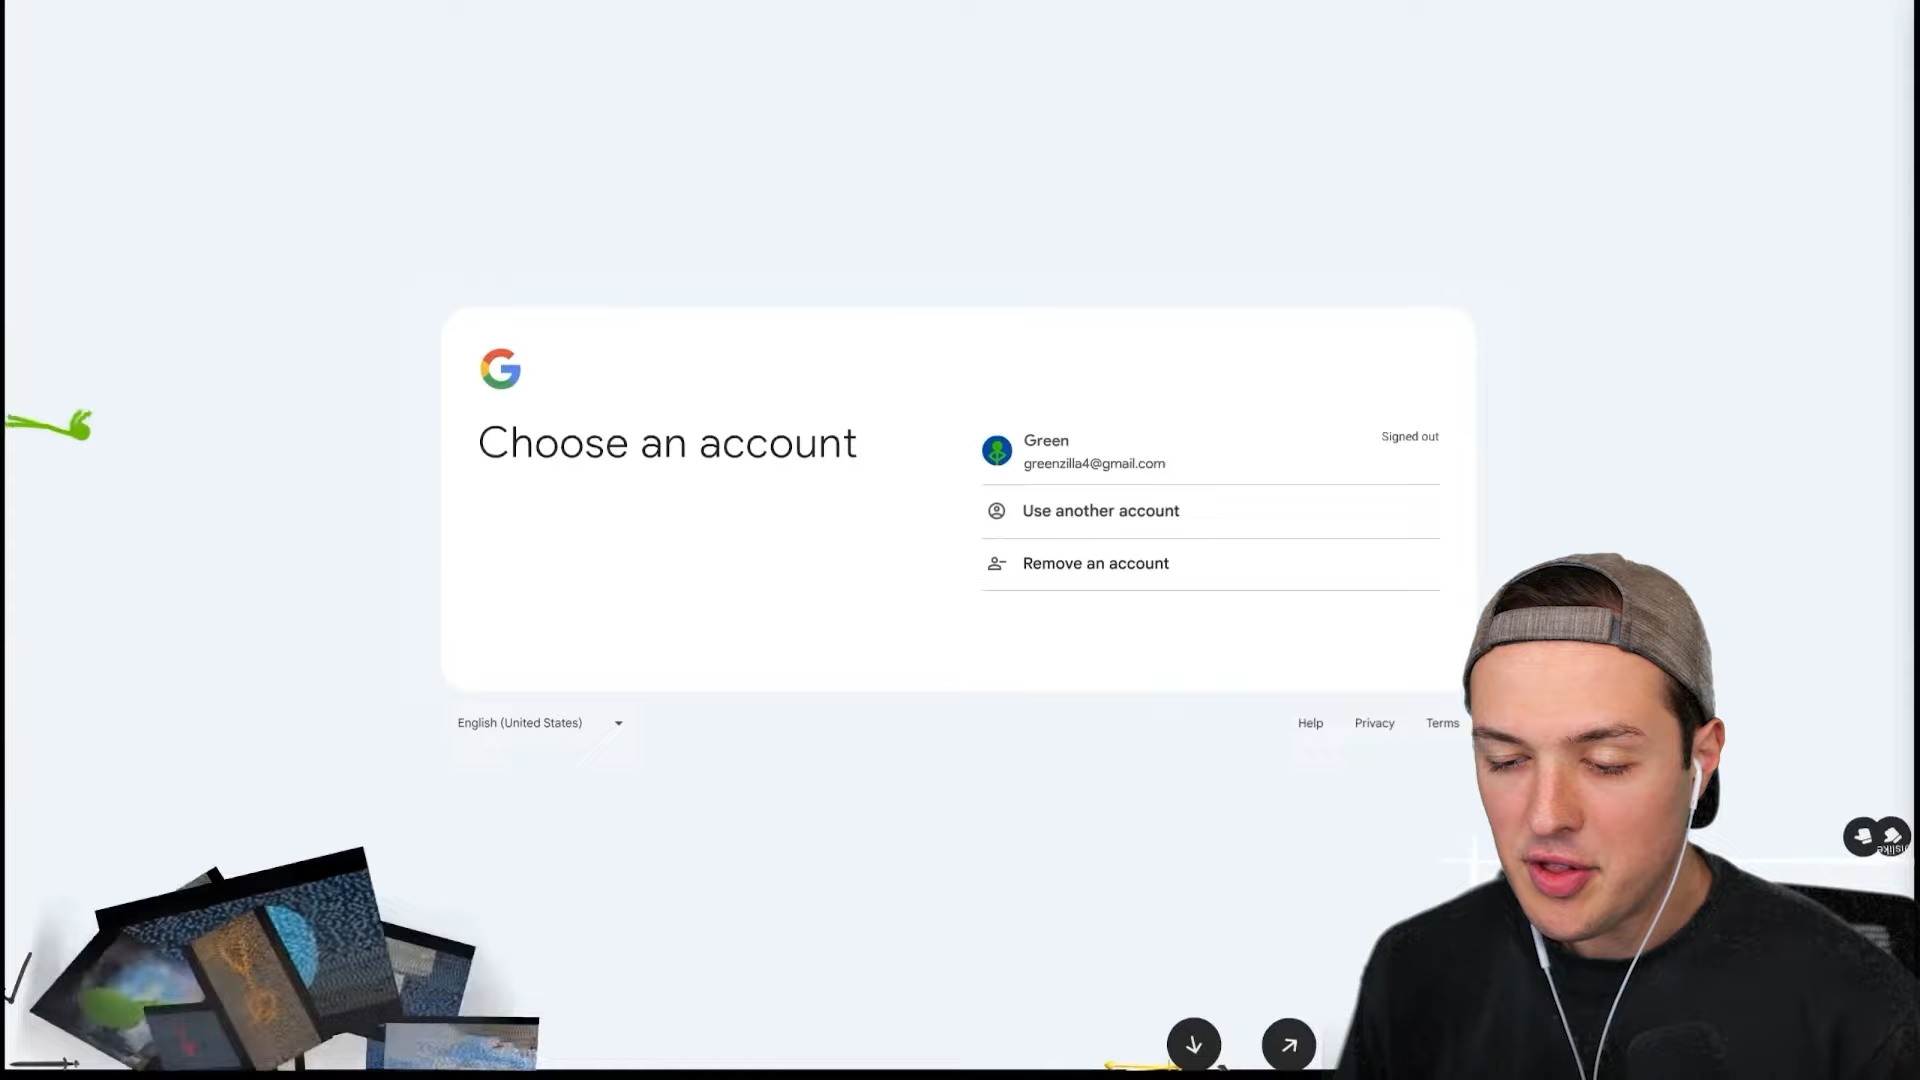 Choose an account
Green
greenzilla4@gmail.com
Signed out
Use another account
Remove an account
English (United States)
Help Privacy Terms